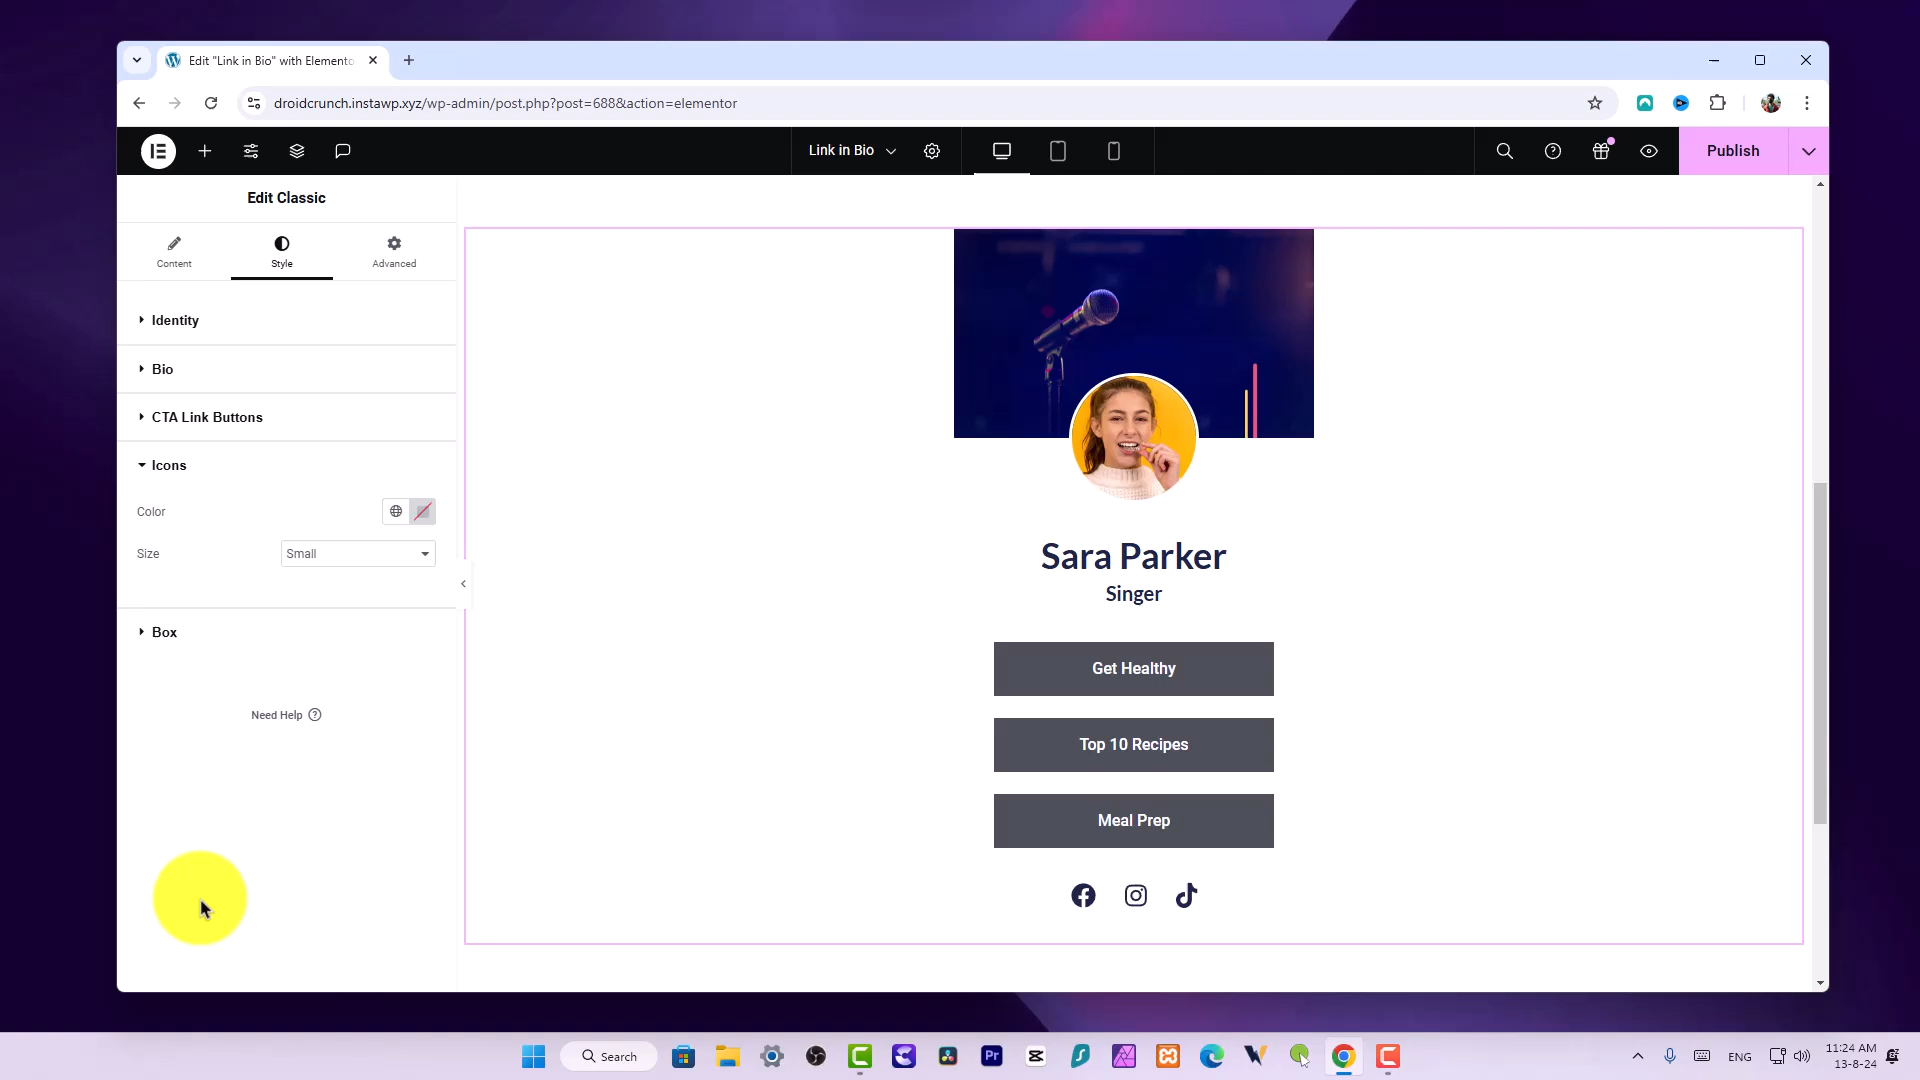 Edit "Link in Bio" with Elemento
droidcrunch.instawp.xyz/wp-admin/post.php?post=688&action=elementor
Link in Bio
Publish
Edit Classic
Content
Style
Advanced
Identity
Bio
CTA Link Buttons
Icons
Color
Size
Small
Box
Need Help
Sara Parker
Singer
Get Healthy
Top 10 Recipes
Meal Prep
Search
Pr
ENG
11:24 AM
13-8-24